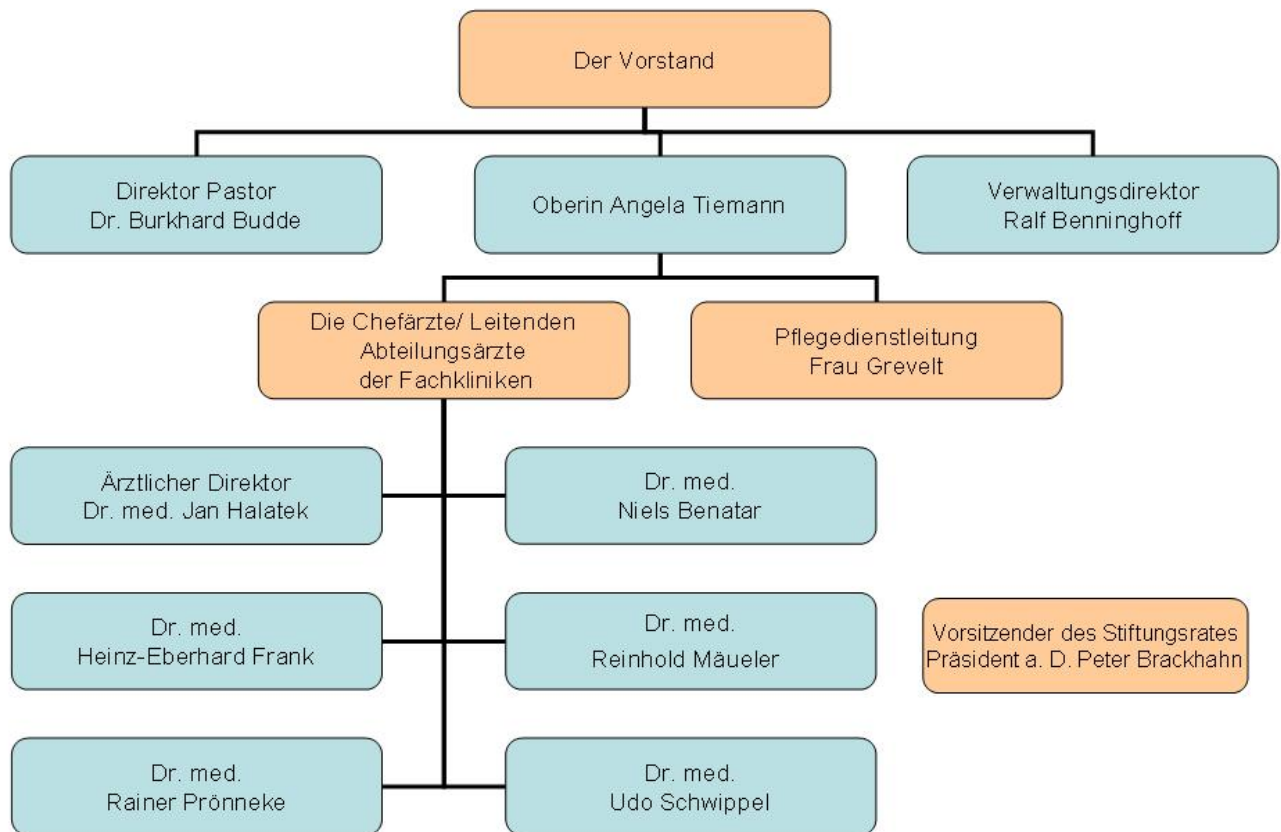 Der Vorstand
Direktor Pastor
Dr. Burkhard Budde
Oberin Angela Tiemann
Verwaltungsdirektor
Ralf Benninghoff
Die Chefärzte/ Leitenden
Abteilungsärzte
der Fachkliniken
Pflegedienstleitung
Frau Grevelt
Ärztlicher Direktor
Dr. med. Jan Halatek
Dr. med.
Niels Benatar
Dr. med.
Heinz-Eberhard Frank
Dr. med.
Reinhold Mäueler
Vorsitzender des Stiftungsrates
Präsident a. D. Peter Brackhahn
Dr. med.
Rainer Prönneke
Dr. med.
Udo Schwippel